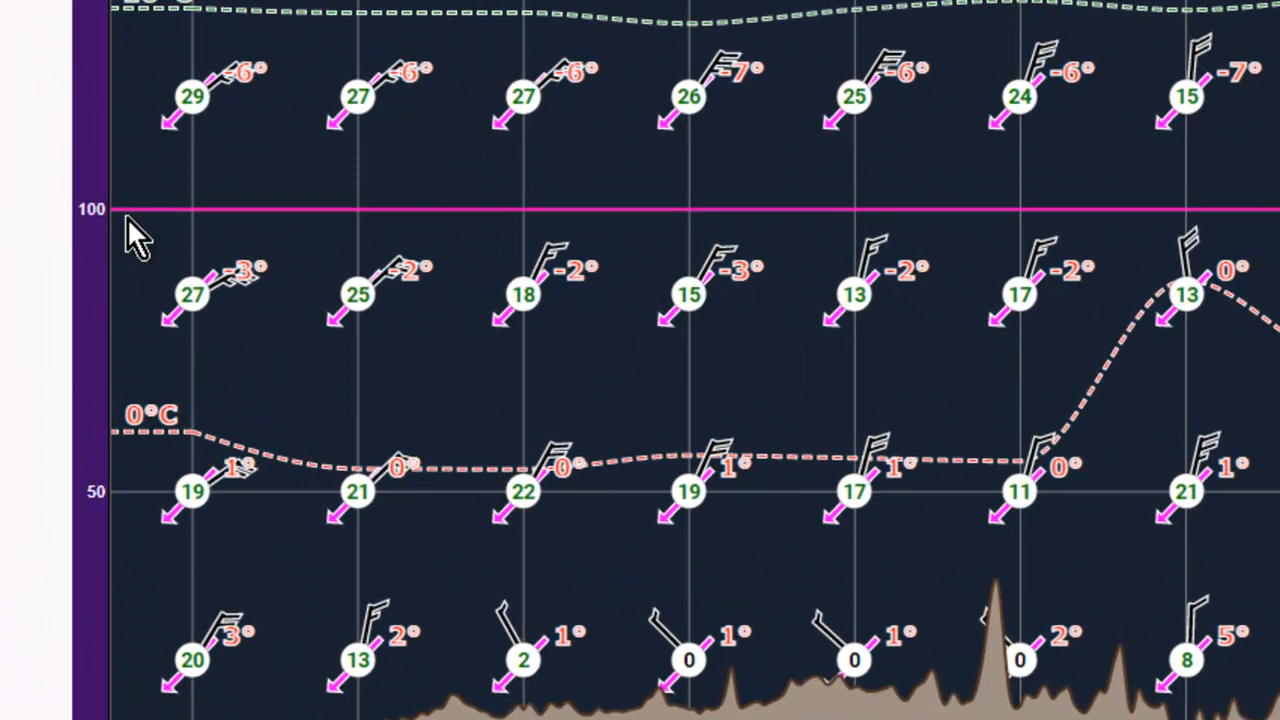 -6° -6° -6° -7° -6° -6° -7°
29 27 27 26 25 24 15
100
-3° -2° -2° -3° -2° -2° 0°
27 25 18 15 13 17 13
0°C
1° 0° -0° 1° 1° 0° 1°
50 19 21 22 19 17 11 21
3° 2° 1° 1° 1° 2° 5°
20 13 2 0 0 0 8